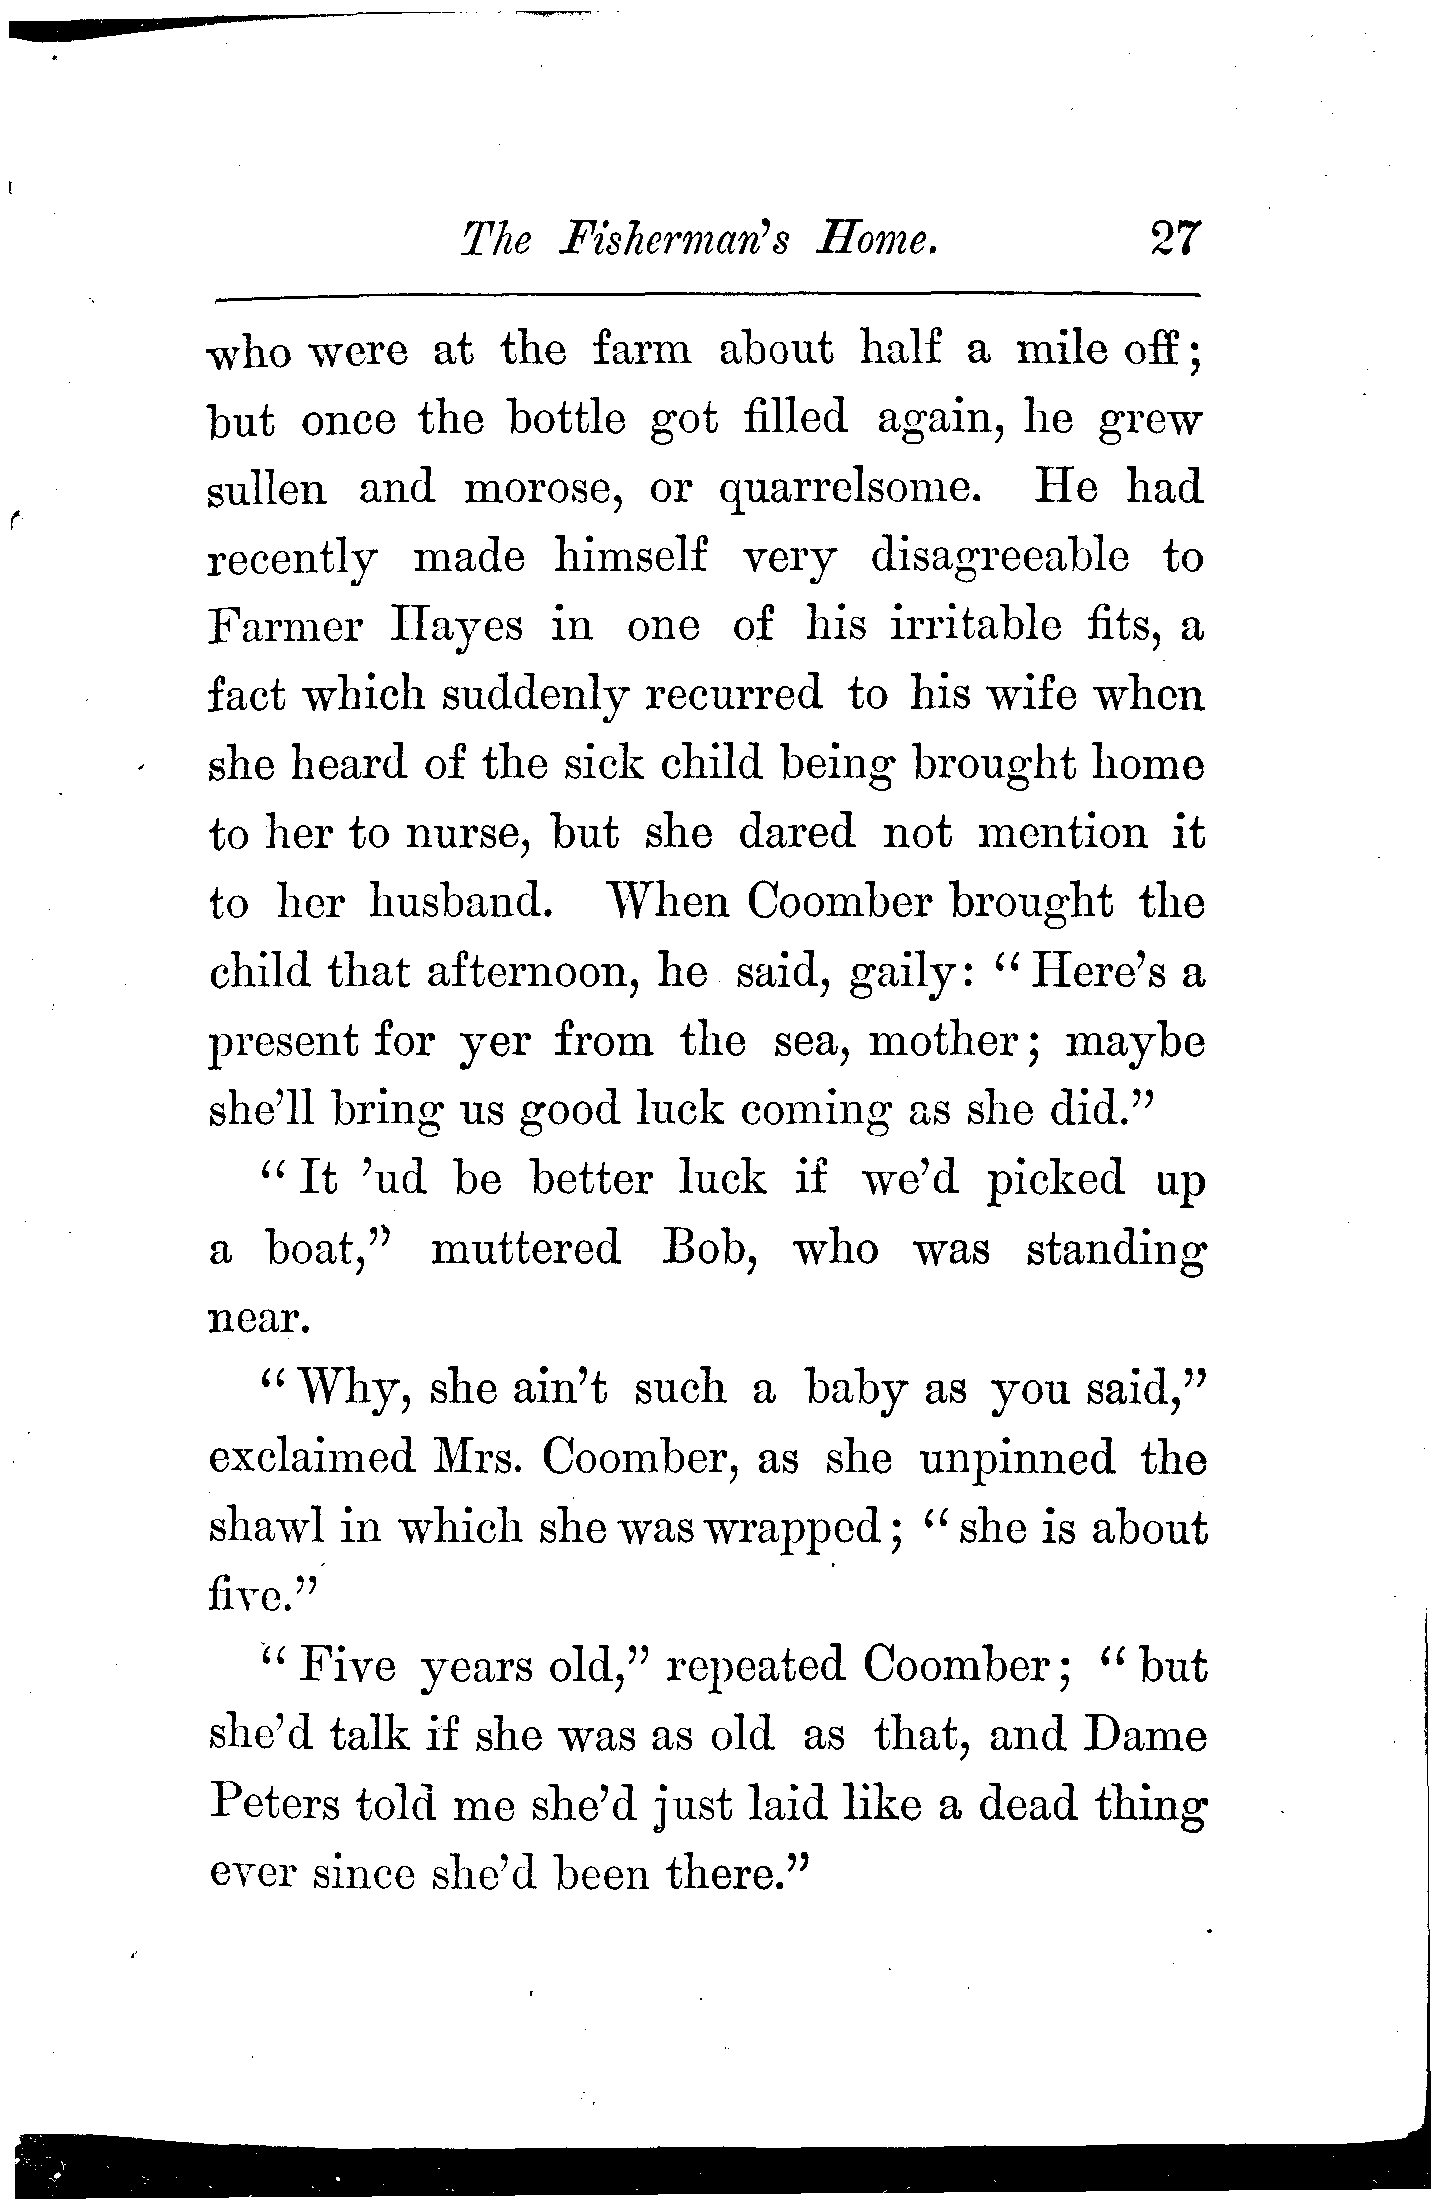 The Fisherman's Home. 27
who were at the farm about half a mile off;
but once the bottle got filled again, he grew
sullen and morose, or quarrelsome. He had
recently made himself very disagreeable to
Farmer Hayes in one of his irritable fits, a
fact which suddenly recurred to his wife when
she heard of the sick child being brought home
to her to nurse, but she dared not mention it
to her husband. When Coomber brought the
child that afternoon, he said, gaily: "Here's a
present for yer from the sea, mother; maybe
she'll bring us good luck coming as she did."
"It 'ud be better luck if we'd picked up
a boat," muttered Bob, who was standing
near.
"Why, she ain't such a baby as you said,"
exclaimed Mrs. Coomber, as she unpinned the
shawl in which she was wrapped; "she is about
five."
"Five years old," repeated Coomber; "but
she'd talk if she was as old as that, and Dame
Peters told me she'd just laid like a dead thing
ever since she'd been there."